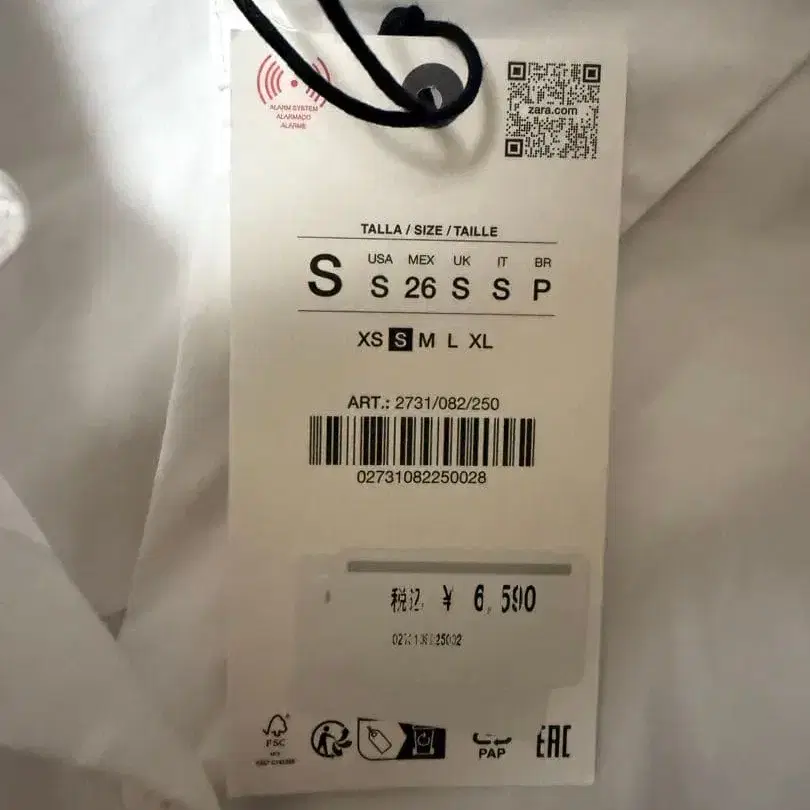 ALARM SYSTEM
ALARMADO
ALARME
zara.com
TALLA / SIZE / TAILLE
S
USA MEX UK IT BR
S 26 S S P
XS S M L XL
ART.: 2731/082/250
02731082250028
税込 ¥ 6,590
FSC
PAP
EAC